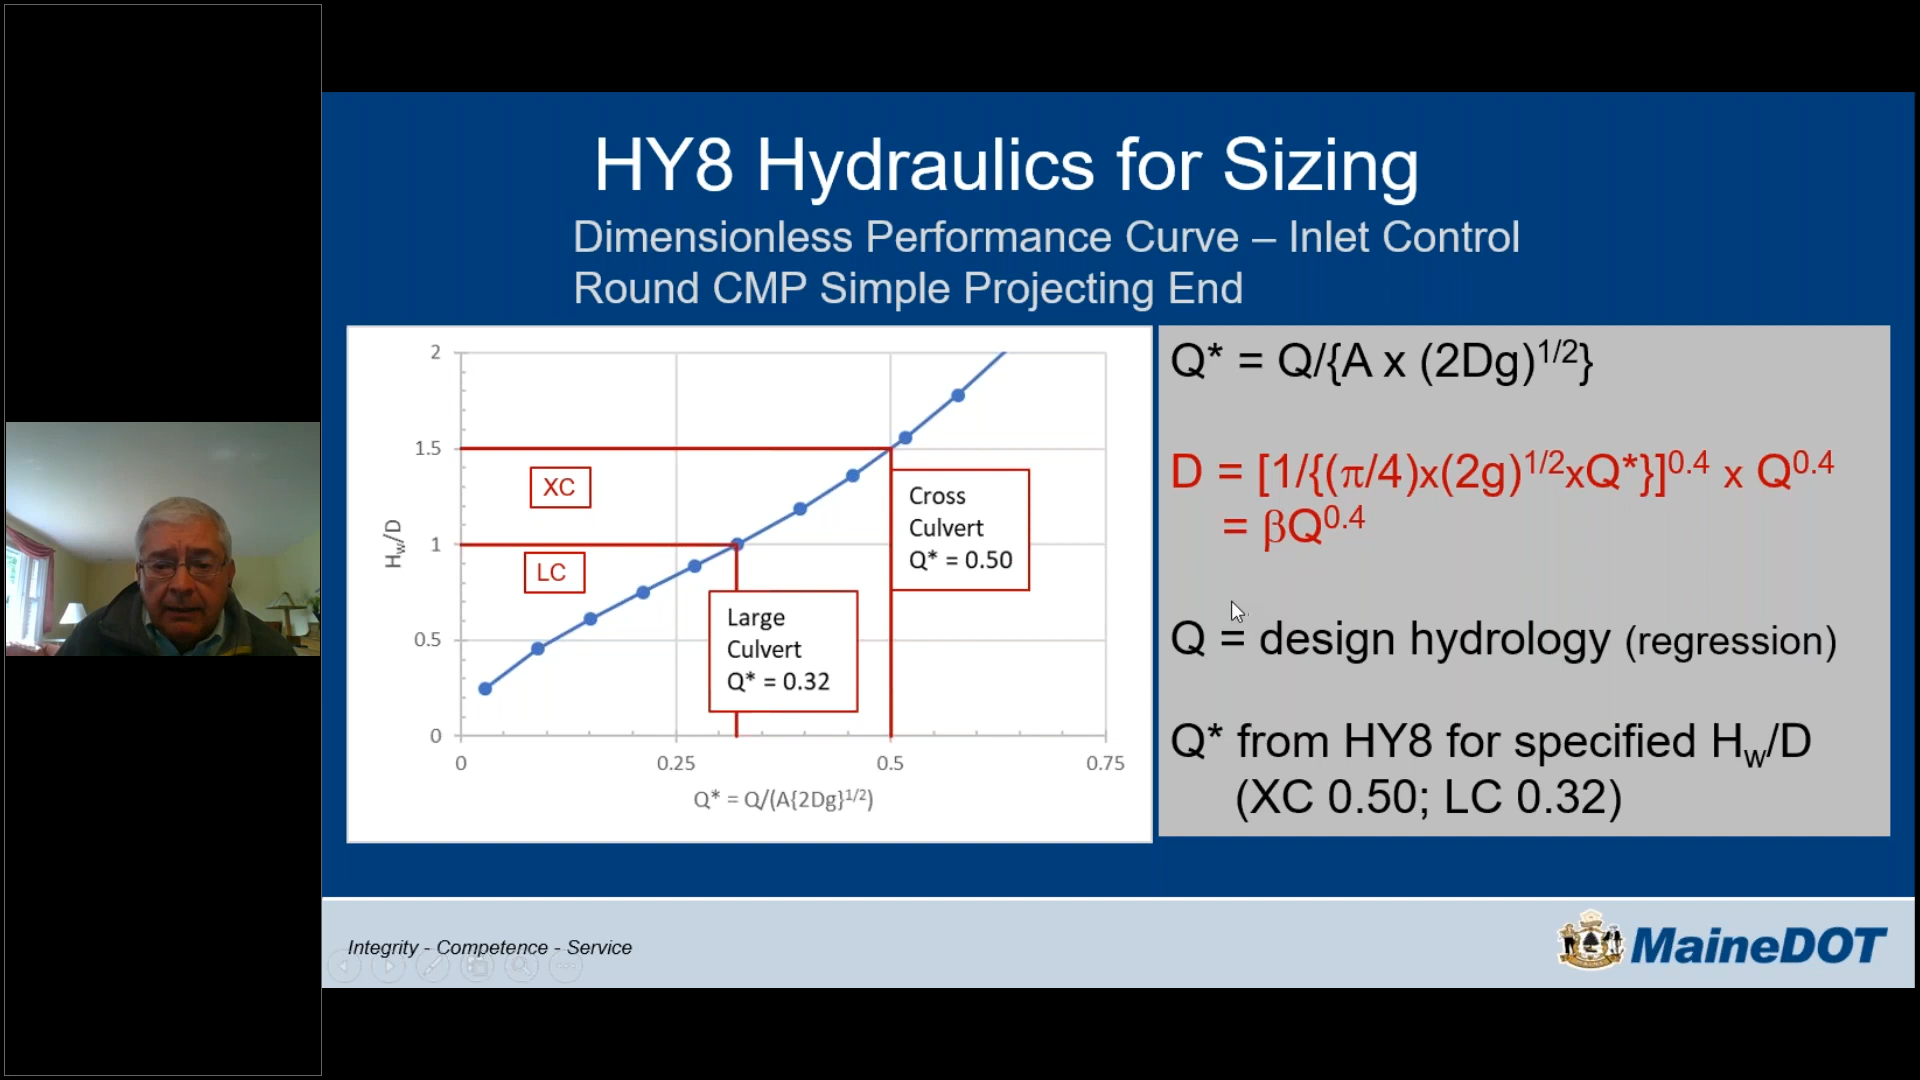 HY8 Hydraulics for Sizing
Dimensionless Performance Curve – Inlet Control
Round CMP Simple Projecting End
2
1.5
1
0.5
0
H_w/D
XC
LC
Cross
Culvert
Q* = 0.50
Large
Culvert
Q* = 0.32
0
0.25
0.5
0.75
Q* = Q/(A{2Dg}^1/2)
Q* = Q/{A x (2Dg)^1/2}
D = [1/{(π/4)x(2g)^1/2xQ*}]^0.4 x Q^0.4
= βQ^0.4
Q = design hydrology (regression)
Q* from HY8 for specified H_w/D
(XC 0.50; LC 0.32)
Integrity - Competence - Service
MaineDOT